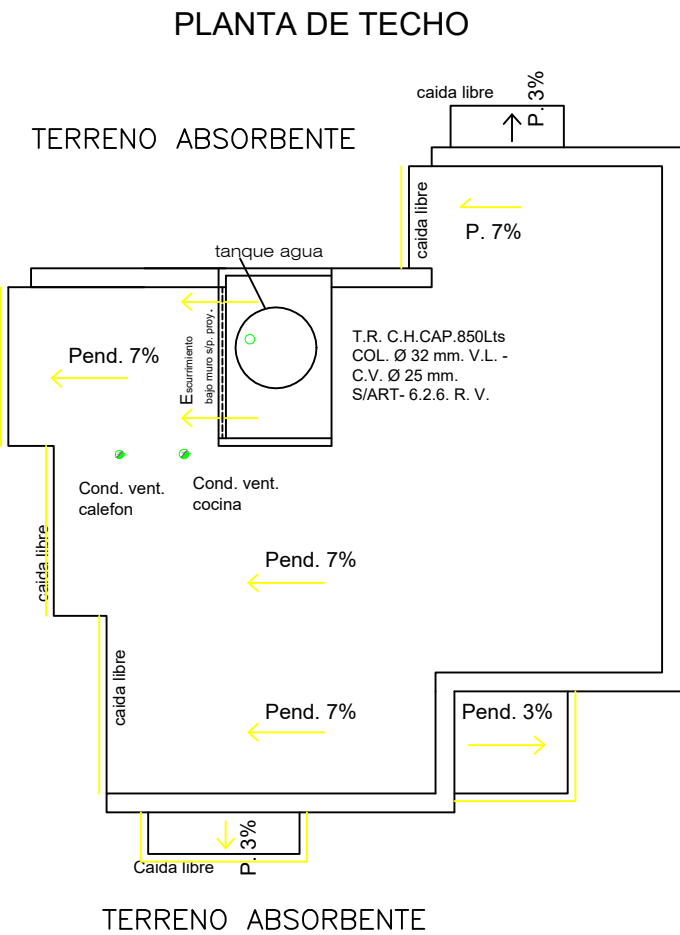 PLANTA DE TECHO
caida libre
P. 3%
TERRENO ABSORBENTE
caida libre
P. 7%
tanque agua
Escurrimiento
bajo muro s/p. proy.
T.R. C.H.CAP.850Lts
COL. Ø 32 mm. V.L. -
C.V. Ø 25 mm.
S/ART- 6.2.6. R. V.
Pend. 7%
Cond. vent.
calefon
Cond. vent.
cocina
caida libre
Pend. 7%
caida libre
Pend. 7%
Pend. 3%
P. 3%
Caida libre
TERRENO ABSORBENTE